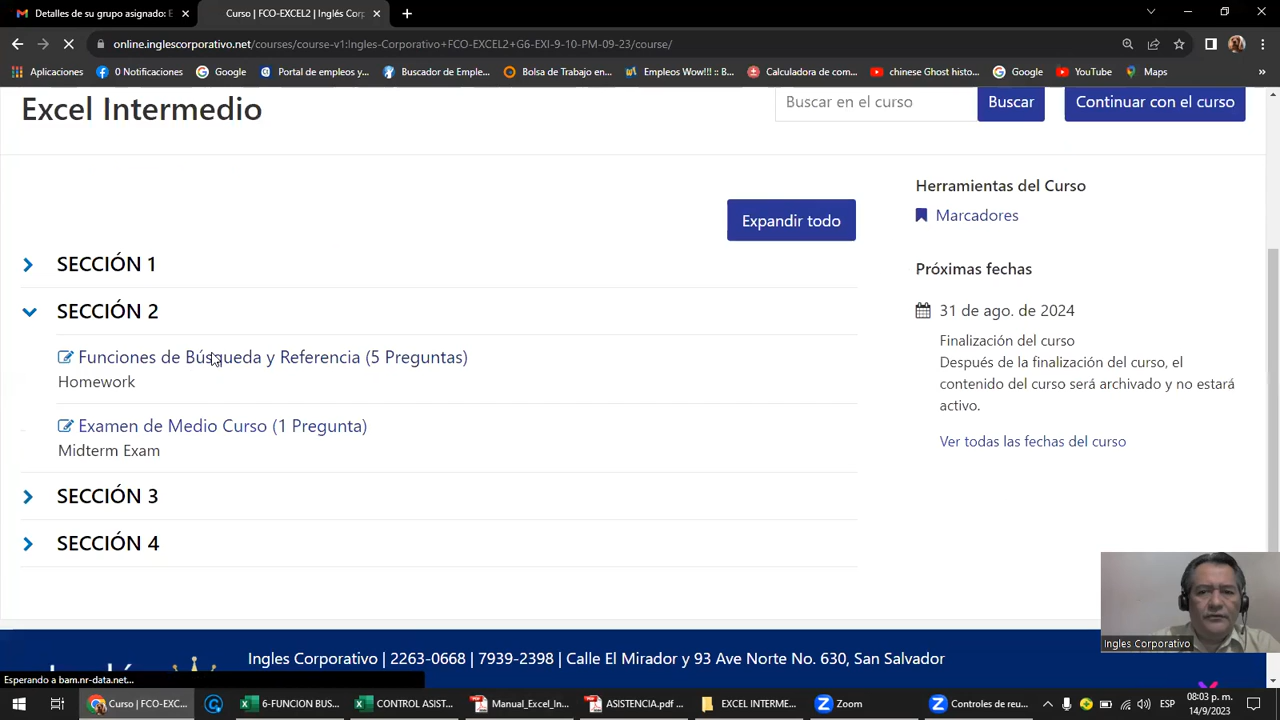 Detalles de su grupo asignado: E
Curso | FCO-EXCEL2 | Inglés Corp
online.inglescorporativo.net/courses/course-v1:Ingles-Corporativo+FCO-EXCEL2+G6-EXI-9-10-PM-09-23/course/
Aplicaciones
0 Notificaciones
Google
Portal de empleos y...
Buscador de Emple...
Bolsa de Trabajo en...
Empleos Wow!!! :: B...
Calculadora de com...
chinese Ghost histo...
Google
YouTube
Maps
Excel Intermedio
Buscar en el curso
Buscar
Continuar con el curso
Herramientas del Curso
Marcadores
Expandir todo
Próximas fechas
SECCIÓN 1
SECCIÓN 2
31 de ago. de 2024
Finalización del curso
Después de la finalización del curso, el
contenido del curso será archivado y no estará
activo.
Funciones de Búsqueda y Referencia (5 Preguntas)
Homework
Examen de Medio Curso (1 Pregunta)
Midterm Exam
Ver todas las fechas del curso
SECCIÓN 3
SECCIÓN 4
Ingles Corporativo
Ingles Corporativo | 2263-0668 | 7939-2398 | Calle El Mirador y 93 Ave Norte No. 630, San Salvador
Esperando a bam.nr-data.net...
Curso | FCO-EXC...
6-FUNCION BUS...
CONTROL ASIST...
Manual_Excel_In...
ASISTENCIA.pdf ...
EXCEL INTERME...
Zoom
Controles de reu...
ESP
08:03 p. m.
14/9/2023